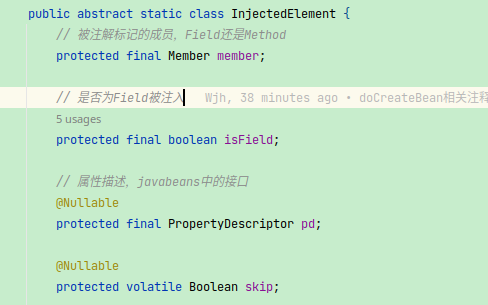 public abstract static class InjectedElement {
// 被注解标记的成员，Field还是Method
protected final Member member;
// 是否为Field被注入 Wjh, 38 minutes ago • doCreateBean相关注释
5 usages
protected final boolean isField;
// 属性描述，javabeans中的接口
@Nullable
protected final PropertyDescriptor pd;
@Nullable
protected volatile Boolean skip;